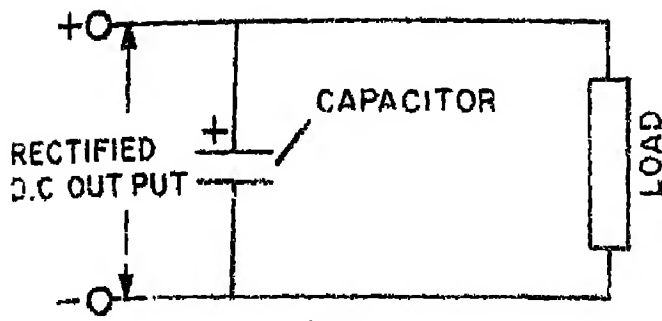 +
CAPACITOR
+
RECTIFIED
D.C OUT PUT
LOAD
-